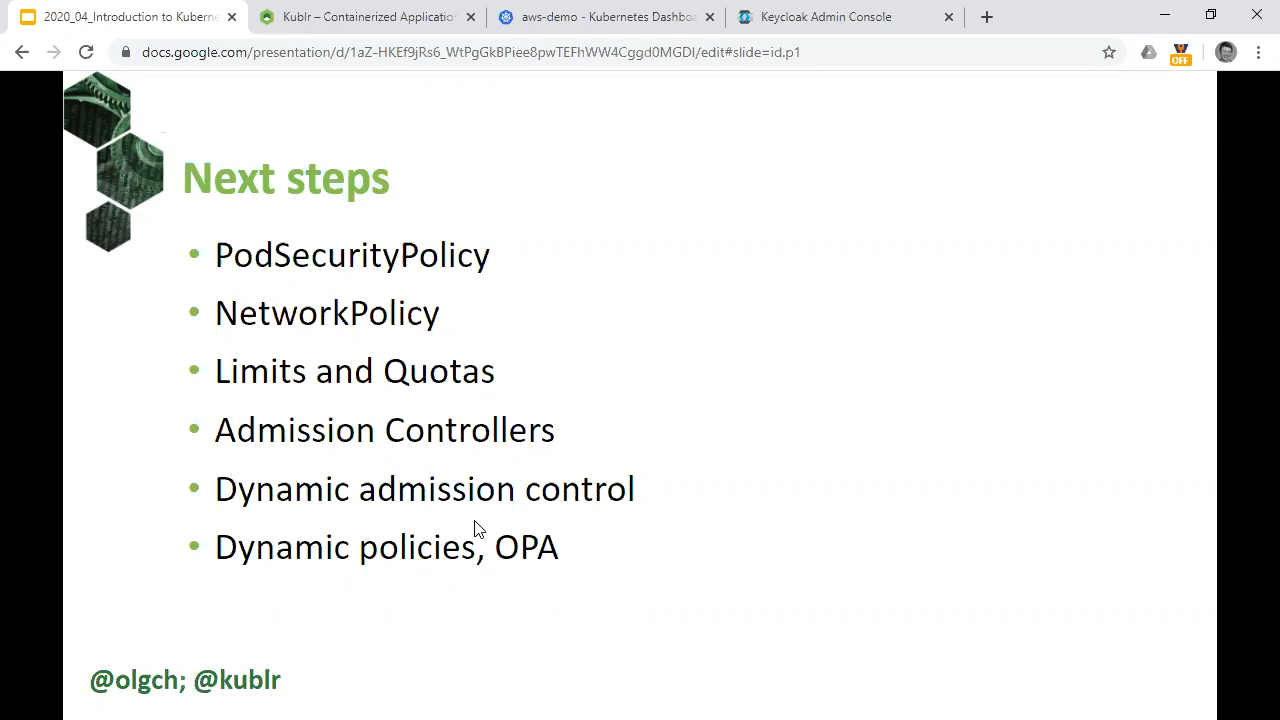 2020_04_Introduction to Kuberne
Kublr – Containerized Application
aws-demo - Kubernetes Dashboa
Keycloak Admin Console
docs.google.com/presentation/d/1aZ-HKEf9jRs6_WtPqGkBPiee8pwTEFhWW4Cggd0MGDI/edit#slide=id.p1
OFF
Next steps
• PodSecurityPolicy
• NetworkPolicy
• Limits and Quotas
• Admission Controllers
• Dynamic admission control
• Dynamic policies, OPA
@olgch; @kublr